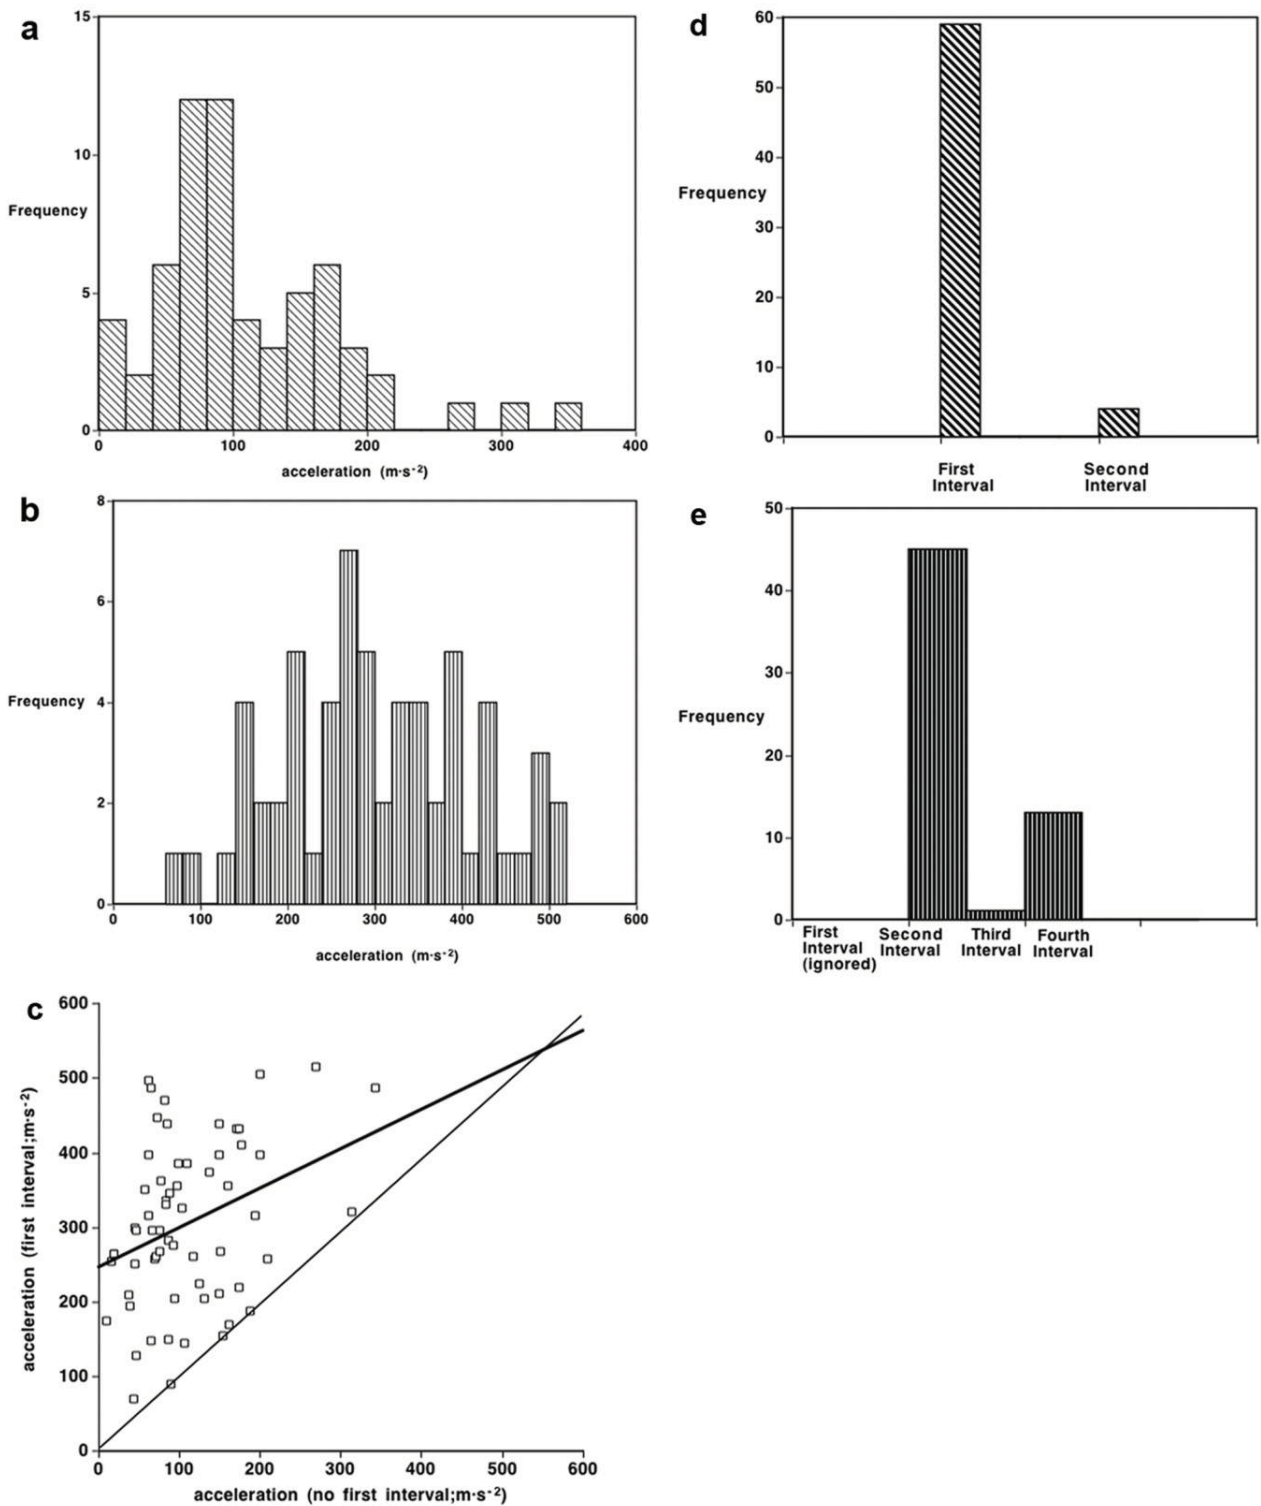 a
15
10
Frequency
5
0
0 100 200 300 400
acceleration (m·s-2)
d
60
50
40
Frequency
30
20
10
0
First
Interval
Second
Interval
b
8
6
Frequency
4
2
0
0 100 200 300 400 500 600
acceleration (m·s-2)
e
50
40
30
Frequency
20
10
0
First
Interval
(ignored)
Second
Interval
Third
Interval
Fourth
Interval
c
600
500
400
300
200
100
0
acceleration (first interval;m·s-2)
0 100 200 300 400 500 600
acceleration (no first interval;m·s-2)